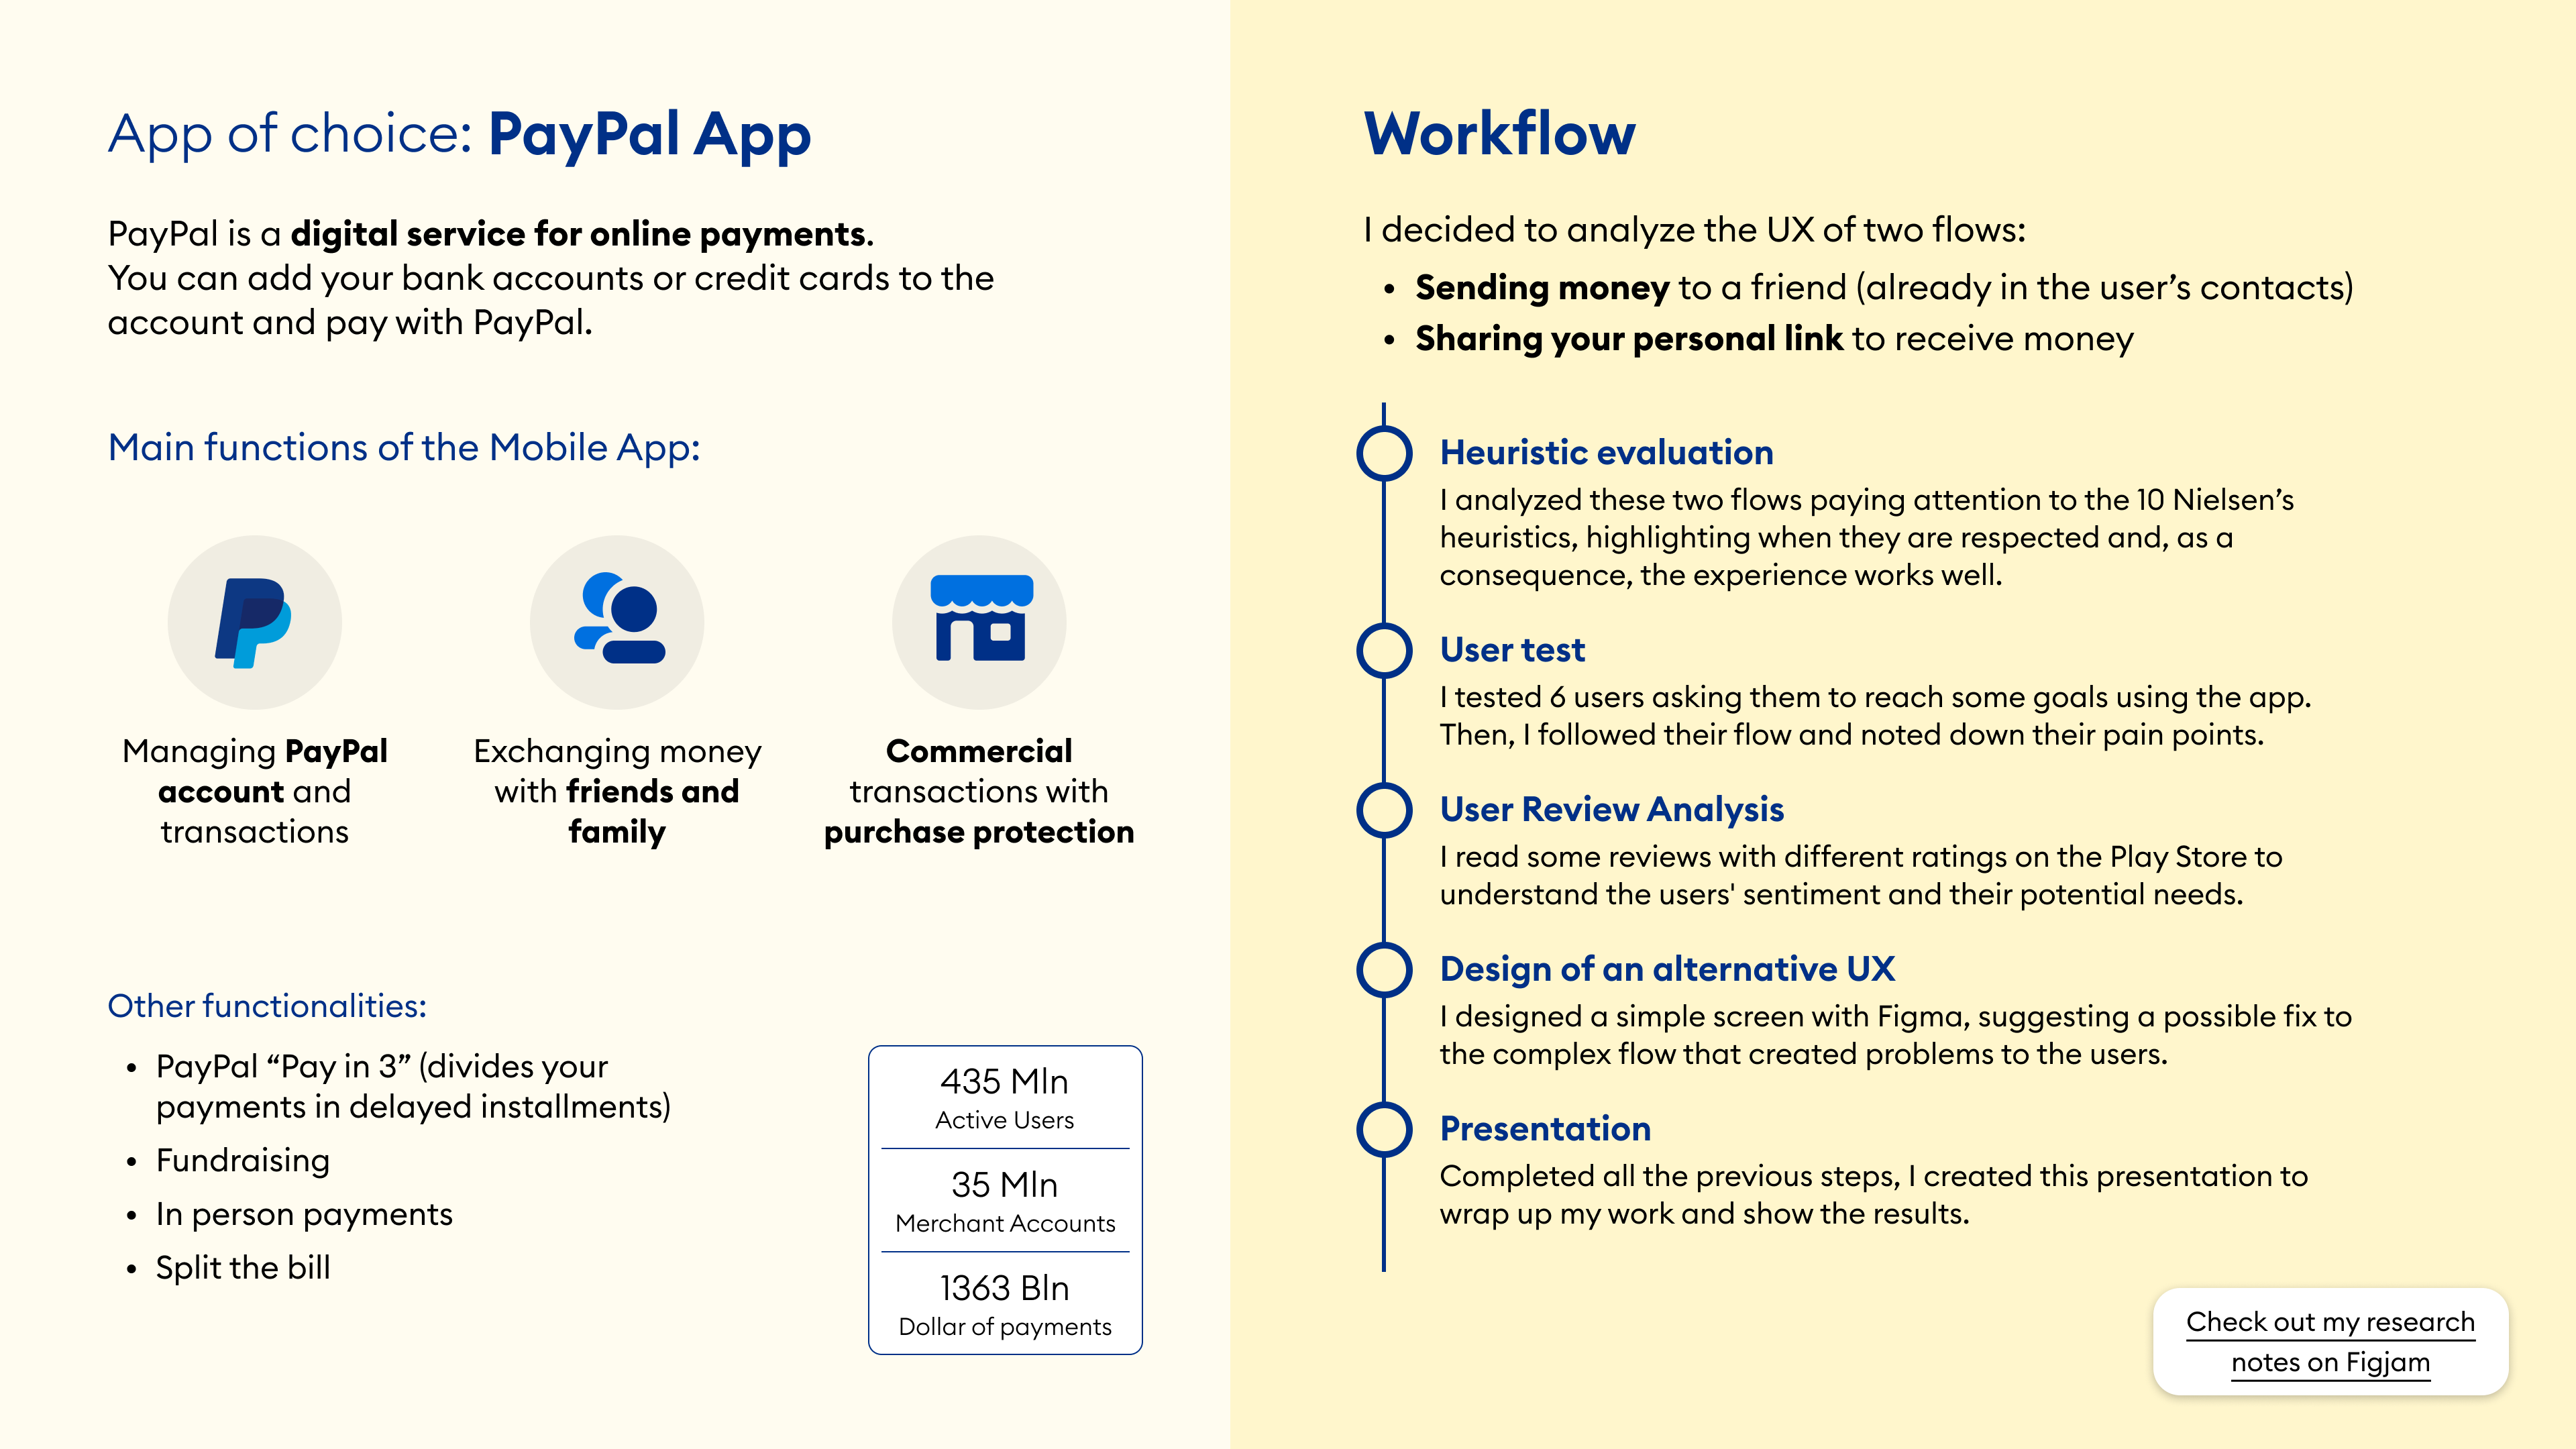 App of choice: PayPal App
PayPal is a digital service for online payments.
You can add your bank accounts or credit cards to the
account and pay with PayPal.
Main functions of the Mobile App:
Managing PayPal
account and
transactions
Exchanging money
with friends and
family
Commercial
transactions with
purchase protection
Other functionalities:
• PayPal “Pay in 3” (divides your
payments in delayed installments)
• Fundraising
• In person payments
• Split the bill
435 Mln
Active Users
35 Mln
Merchant Accounts
1363 Bln
Dollar of payments
Workflow
I decided to analyze the UX of two flows:
• Sending money to a friend (already in the user’s contacts)
• Sharing your personal link to receive money
Heuristic evaluation
I analyzed these two flows paying attention to the 10 Nielsen’s
heuristics, highlighting when they are respected and, as a
consequence, the experience works well.
User test
I tested 6 users asking them to reach some goals using the app.
Then, I followed their flow and noted down their pain points.
User Review Analysis
I read some reviews with different ratings on the Play Store to
understand the users' sentiment and their potential needs.
Design of an alternative UX
I designed a simple screen with Figma, suggesting a possible fix to
the complex flow that created problems to the users.
Presentation
Completed all the previous steps, I created this presentation to
wrap up my work and show the results.
Check out my research
notes on Figjam